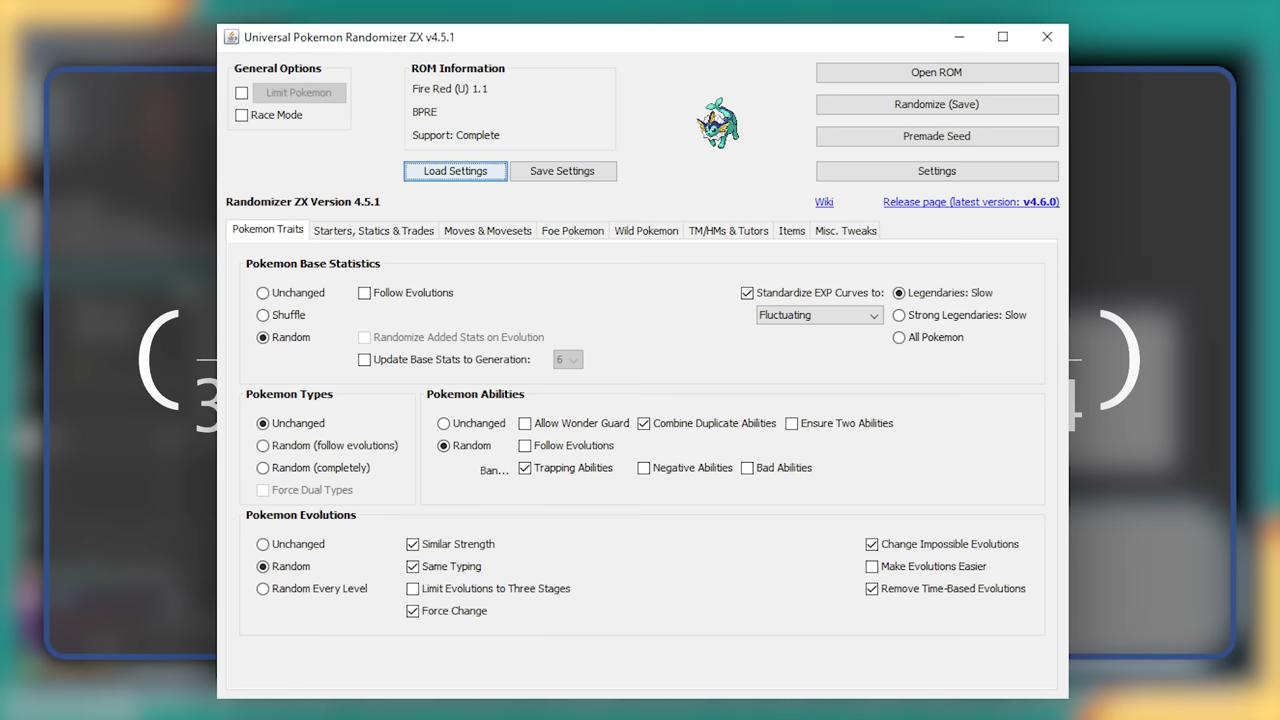 Universal Pokemon Randomizer ZX v4.5.1
General Options
Limit Pokemon
Race Mode
ROM Information
Fire Red (U) 1.1
BPRE
Support: Complete
Load Settings
Save Settings
Open ROM
Randomize (Save)
Premade Seed
Settings
Randomizer ZX Version 4.5.1
Wiki
Release page (latest version: v4.6.0)
Pokemon Traits
Starters, Statics & Trades
Moves & Movesets
Foe Pokemon
Wild Pokemon
TM/HMs & Tutors
Items
Misc. Tweaks
Pokemon Base Statistics
Unchanged
Shuffle
Random
Follow Evolutions
Randomize Added Stats on Evolution
Update Base Stats to Generation:
6
Standardize EXP Curves to:
Fluctuating
Legendaries: Slow
Strong Legendaries: Slow
All Pokemon
Pokemon Types
Unchanged
Random (follow evolutions)
Random (completely)
Force Dual Types
Pokemon Abilities
Unchanged
Allow Wonder Guard
Combine Duplicate Abilities
Ensure Two Abilities
Random
Follow Evolutions
Ban...
Trapping Abilities
Negative Abilities
Bad Abilities
Pokemon Evolutions
Unchanged
Random
Random Every Level
Similar Strength
Same Typing
Limit Evolutions to Three Stages
Force Change
Change Impossible Evolutions
Make Evolutions Easier
Remove Time-Based Evolutions
(
3
)